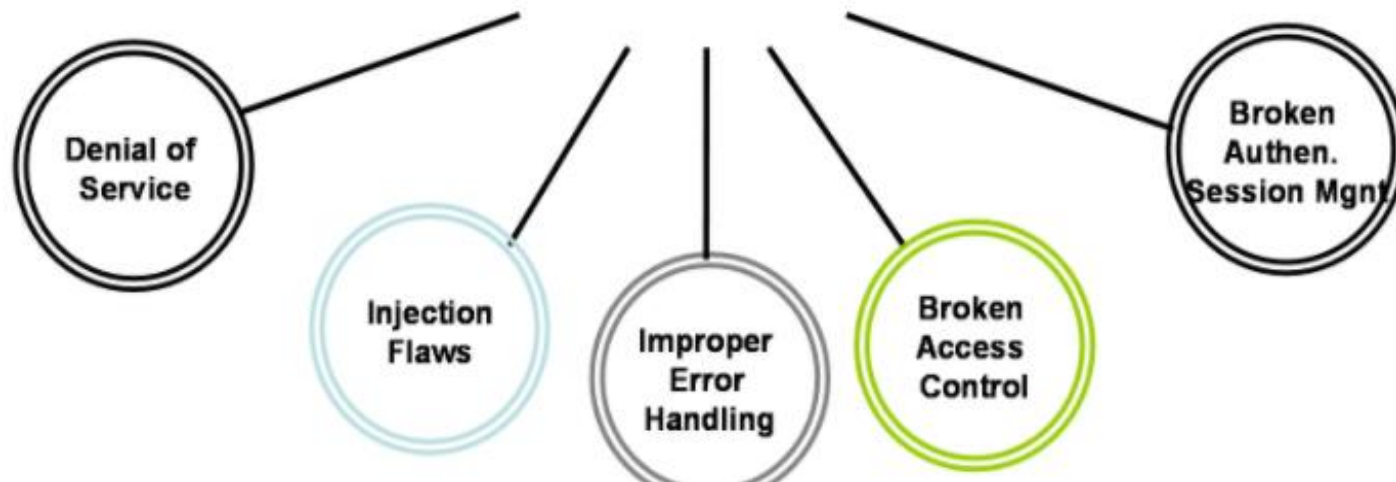 Denial of
Service
Injection
Flaws
Improper
Error
Handling
Broken
Access
Control
Broken
Authen.
Session Mgnt.